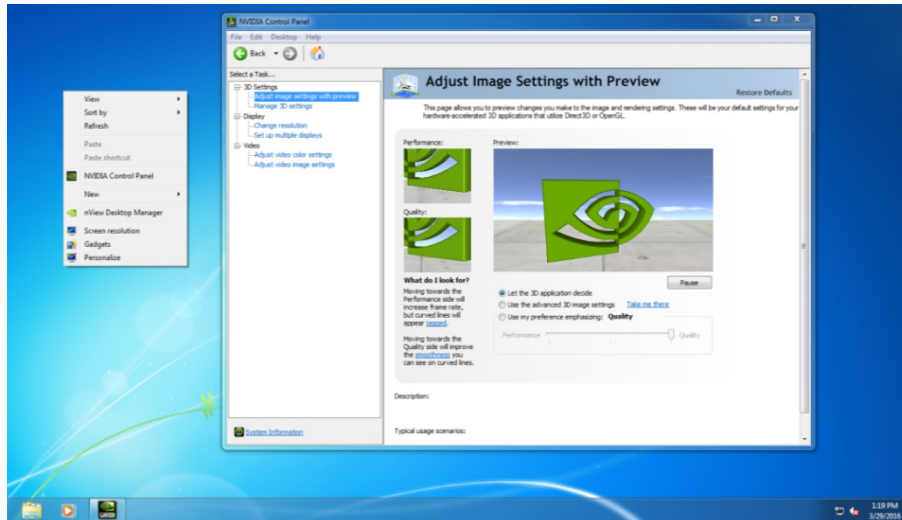 NVIDIA Control Panel
File Edit Desktop Help
Back
Select a Task...
3D Settings
Adjust image settings with preview
Manage 3D settings
Display
Change resolution
Set up multiple displays
Video
Adjust video color settings
Adjust video image settings
System Information
Adjust Image Settings with Preview
Restore Defaults
This page allows you to preview changes you make to the image and rendering settings. These will be your default settings for your
hardware-accelerated 3D applications that utilize Direct3D or OpenGL.
Performance:
Quality:
What do I look for?
Moving towards the
Performance side will
increase frame rate,
but curved lines will
appear jagged.
Moving towards the
Quality side will improve
the smoothness you
can see on curved lines.
Preview:
Pause
Let the 3D application decide
Use the advanced 3D image settings Take me there
Use my preference emphasizing: Quality
Performance Quality
Description:
Typical usage scenarios:
View
Sort by
Refresh
Paste
Paste shortcut
NVIDIA Control Panel
New
nView Desktop Manager
Screen resolution
Gadgets
Personalize
1:19 PM
3/29/2016